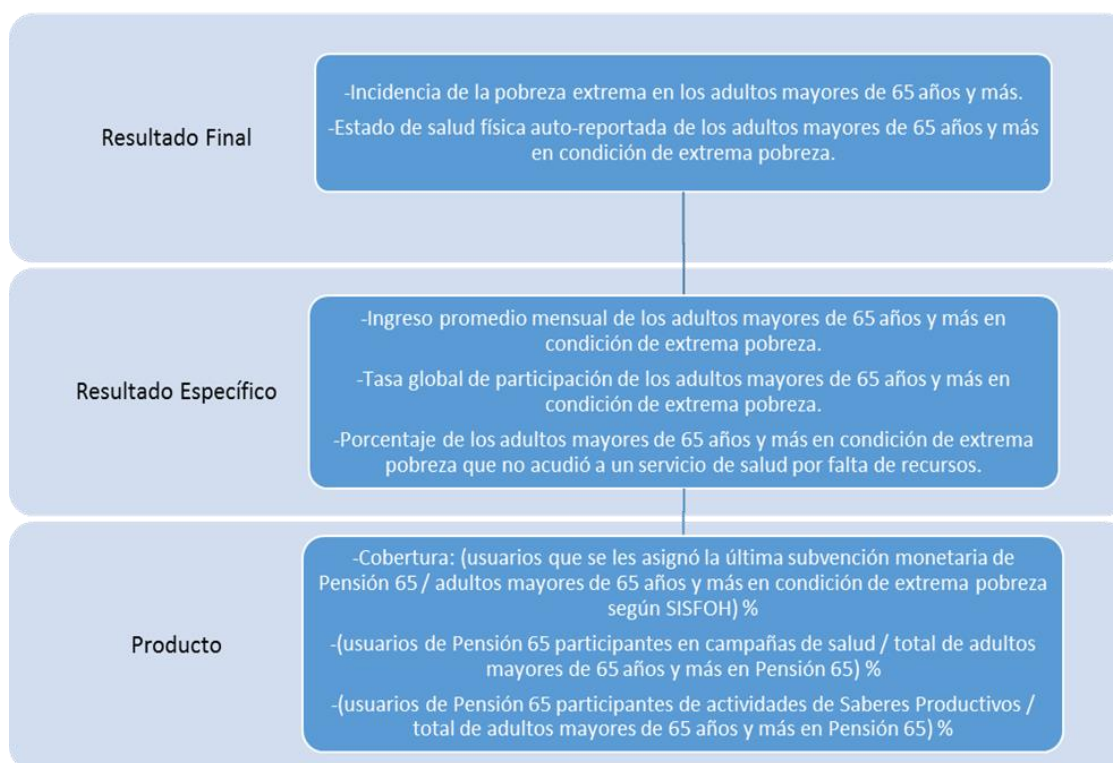 Resultado Final
-Incidencia de la pobreza extrema en los adultos mayores de 65 años y más.
-Estado de salud física auto-reportada de los adultos mayores de 65 años y más
en condición de extrema pobreza.
Resultado Específico
-Ingreso promedio mensual de los adultos mayores de 65 años y más en
condición de extrema pobreza.
-Tasa global de participación de los adultos mayores de 65 años y más en
condición de extrema pobreza.
-Porcentaje de los adultos mayores de 65 años y más en condición de extrema
pobreza que no acudió a un servicio de salud por falta de recursos.
Producto
-Cobertura: (usuarios que se les asignó la última subvención monetaria de
Pensión 65 / adultos mayores de 65 años y más en condición de extrema pobreza
según SISFOH) %
-(usuarios de Pensión 65 participantes en campañas de salud / total de adultos
mayores de 65 años y más en Pensión 65) %
-(usuarios de Pensión 65 participantes de actividades de Saberes Productivos /
total de adultos mayores de 65 años y más en Pensión 65) %